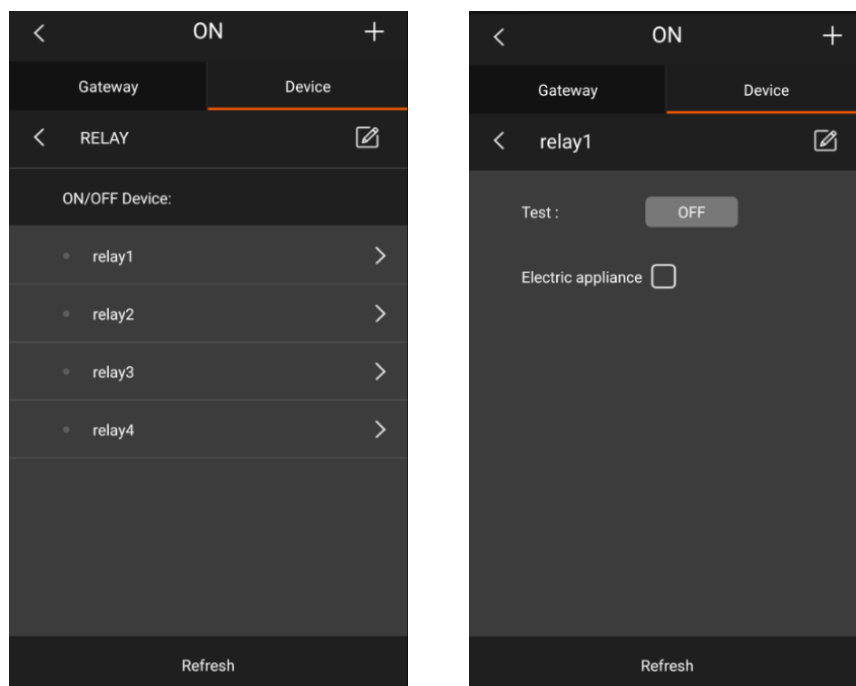 ON
Gateway Device
RELAY
ON/OFF Device:
relay1
relay2
relay3
relay4
Refresh
ON
Gateway Device
relay1
Test : OFF
Electric appliance
Refresh